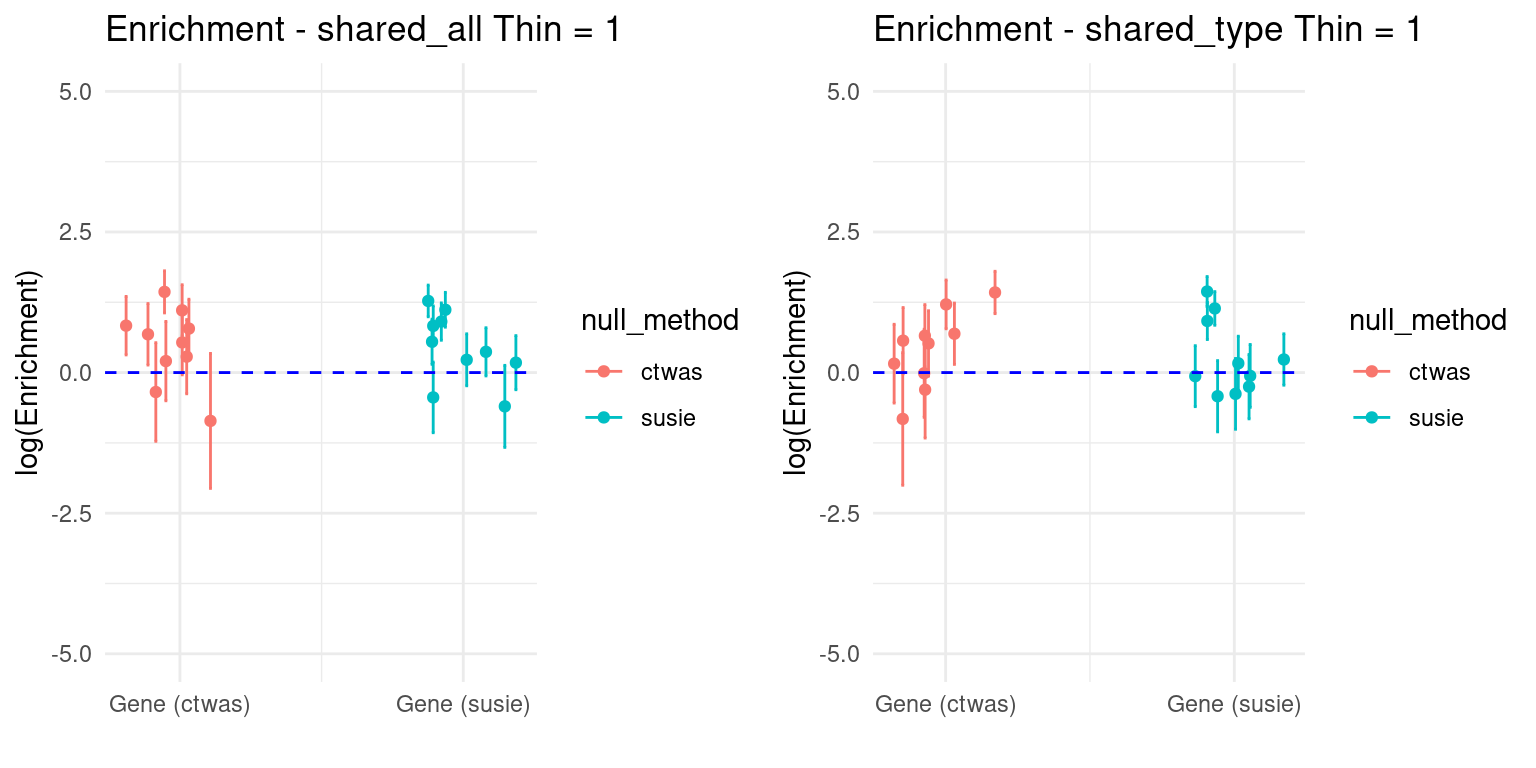 Enrichment - shared_all Thin = 1
log(Enrichment)
5.0
2.5
0.0
-2.5
-5.0
Gene (ctwas)
Gene (susie)
null_method
ctwas
susie
Enrichment - shared_type Thin = 1
log(Enrichment)
5.0
2.5
0.0
-2.5
-5.0
Gene (ctwas)
Gene (susie)
null_method
ctwas
susie